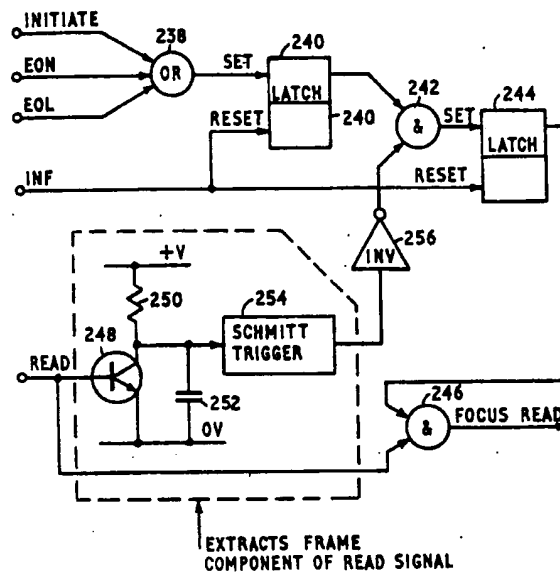 INITIATE
238
240
EON
OR
SET
242
244
EOL
LATCH
240
&
SET
LATCH
RESET
INF
RESET
256
INV
+V
250
254
248
SCHMITT
TRIGGER
READ
252
246
0V
&
FOCUS READ
EXTRACTS FRAME
COMPONENT OF READ SIGNAL